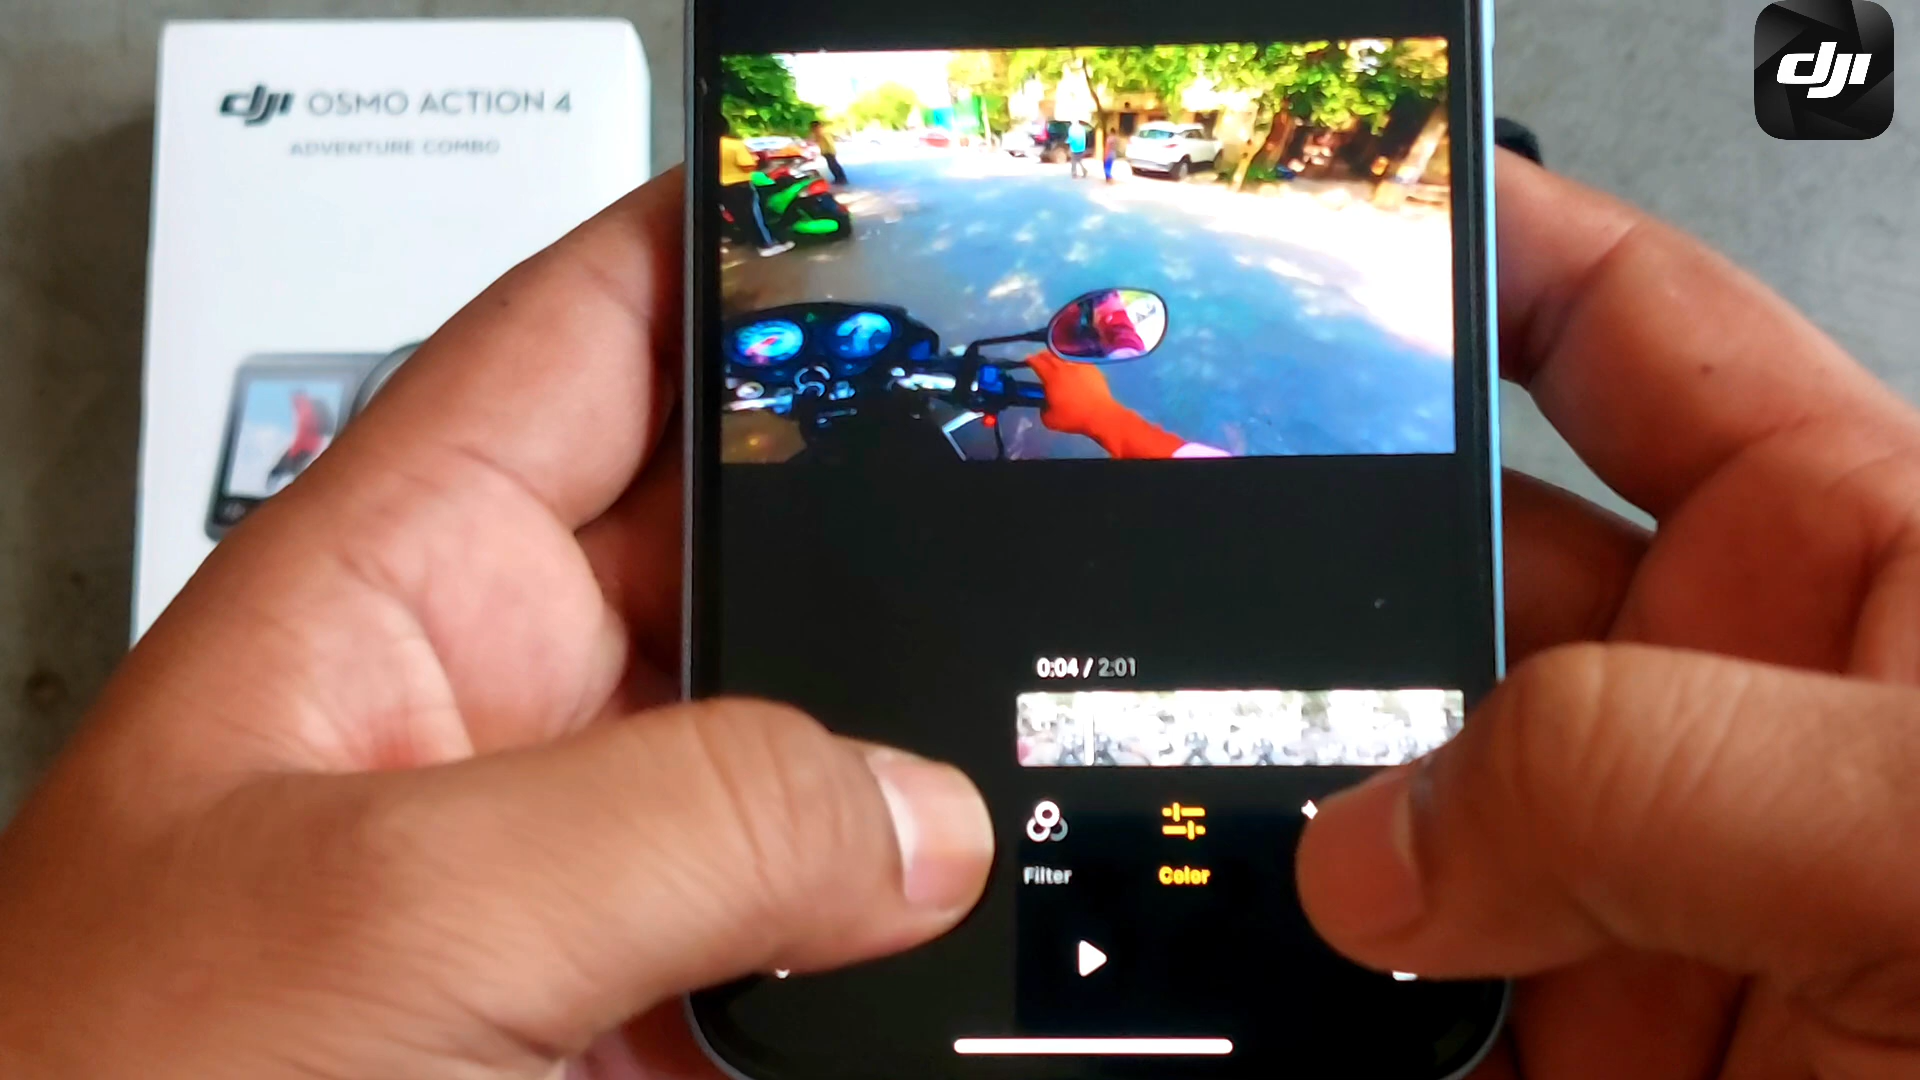 dji OSMO ACTION 4
ADVENTURE COMBO
dji
0:04 / 2:01
Filter
Color